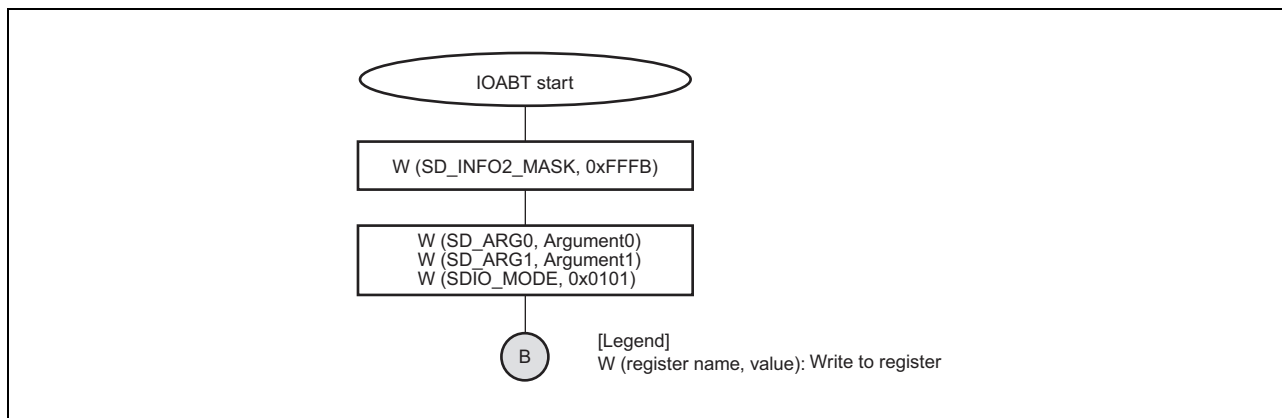 IOABT start
W (SD_INFO2_MASK, 0xFFFB)
W (SD_ARG0, Argument0)
W (SD_ARG1, Argument1)
W (SDIO_MODE, 0x0101)
B
[Legend]
W (register name, value): Write to register